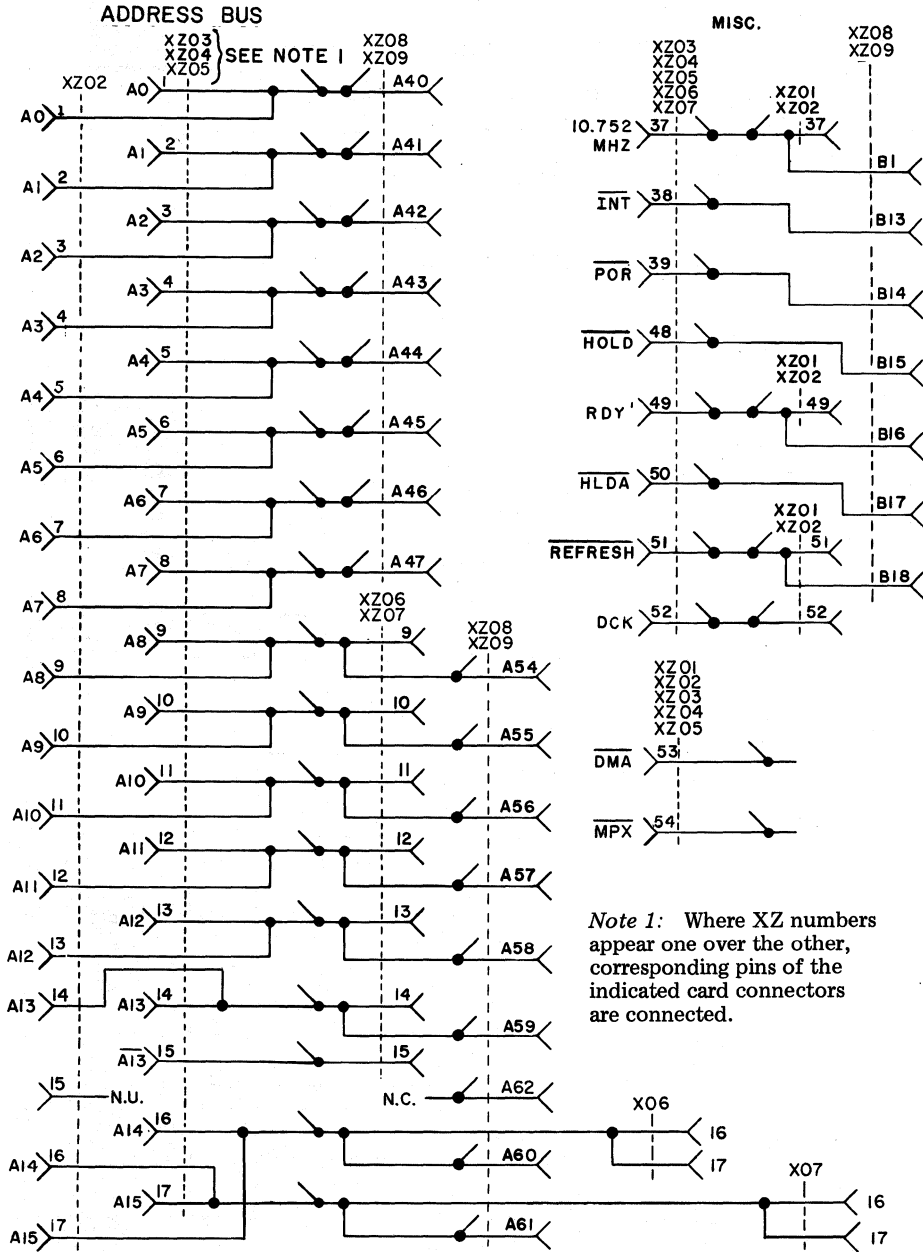 ADDRESS BUS
XZ03
XZ04
XZ05
SEE NOTE 1
XZ08
XZ09
XZ02
A0 1 A40
A0 1
A1 2 A41
A1 2
A2 3 A42
A2 3
A3 4 A43
A3 4
A4 5 A44
A4 5
A5 6 A45
A5 6
A6 7 A46
A6 7
A7 8 A47
A7 8
XZ06
XZ07
XZ08
XZ09
A8 9 9
A8 9 A54
A9 10 10
A9 10 A55
A10 11 11
A10 11 A56
A11 12 12
A11 12 A57
A12 13 13
A12 13 A58
A13 14 A13 14 14
A59
A13 15 15
15 N.U. N.C. A62
A14 16 X06 16
A14 16 A60 17
A15 17 X07 16
A15 17 A61 17
MISC.
XZ03
XZ04
XZ05
XZ06
XZ07
XZ08
XZ09
XZ01
XZ02
10.752
MHZ
37 37
B1
INT 38
B13
POR 39
B14
HOLD 48
B15
XZ01
XZ02
RDY' 49 49
B16
HLDA 50
B17
XZ01
XZ02
REFRESH 51 51
B18
DCK 52 52
XZ01
XZ02
XZ03
XZ04
XZ05
DMA 53
MPX 54
Note 1: Where XZ numbers
appear one over the other,
corresponding pins of the
indicated card connectors
are connected.